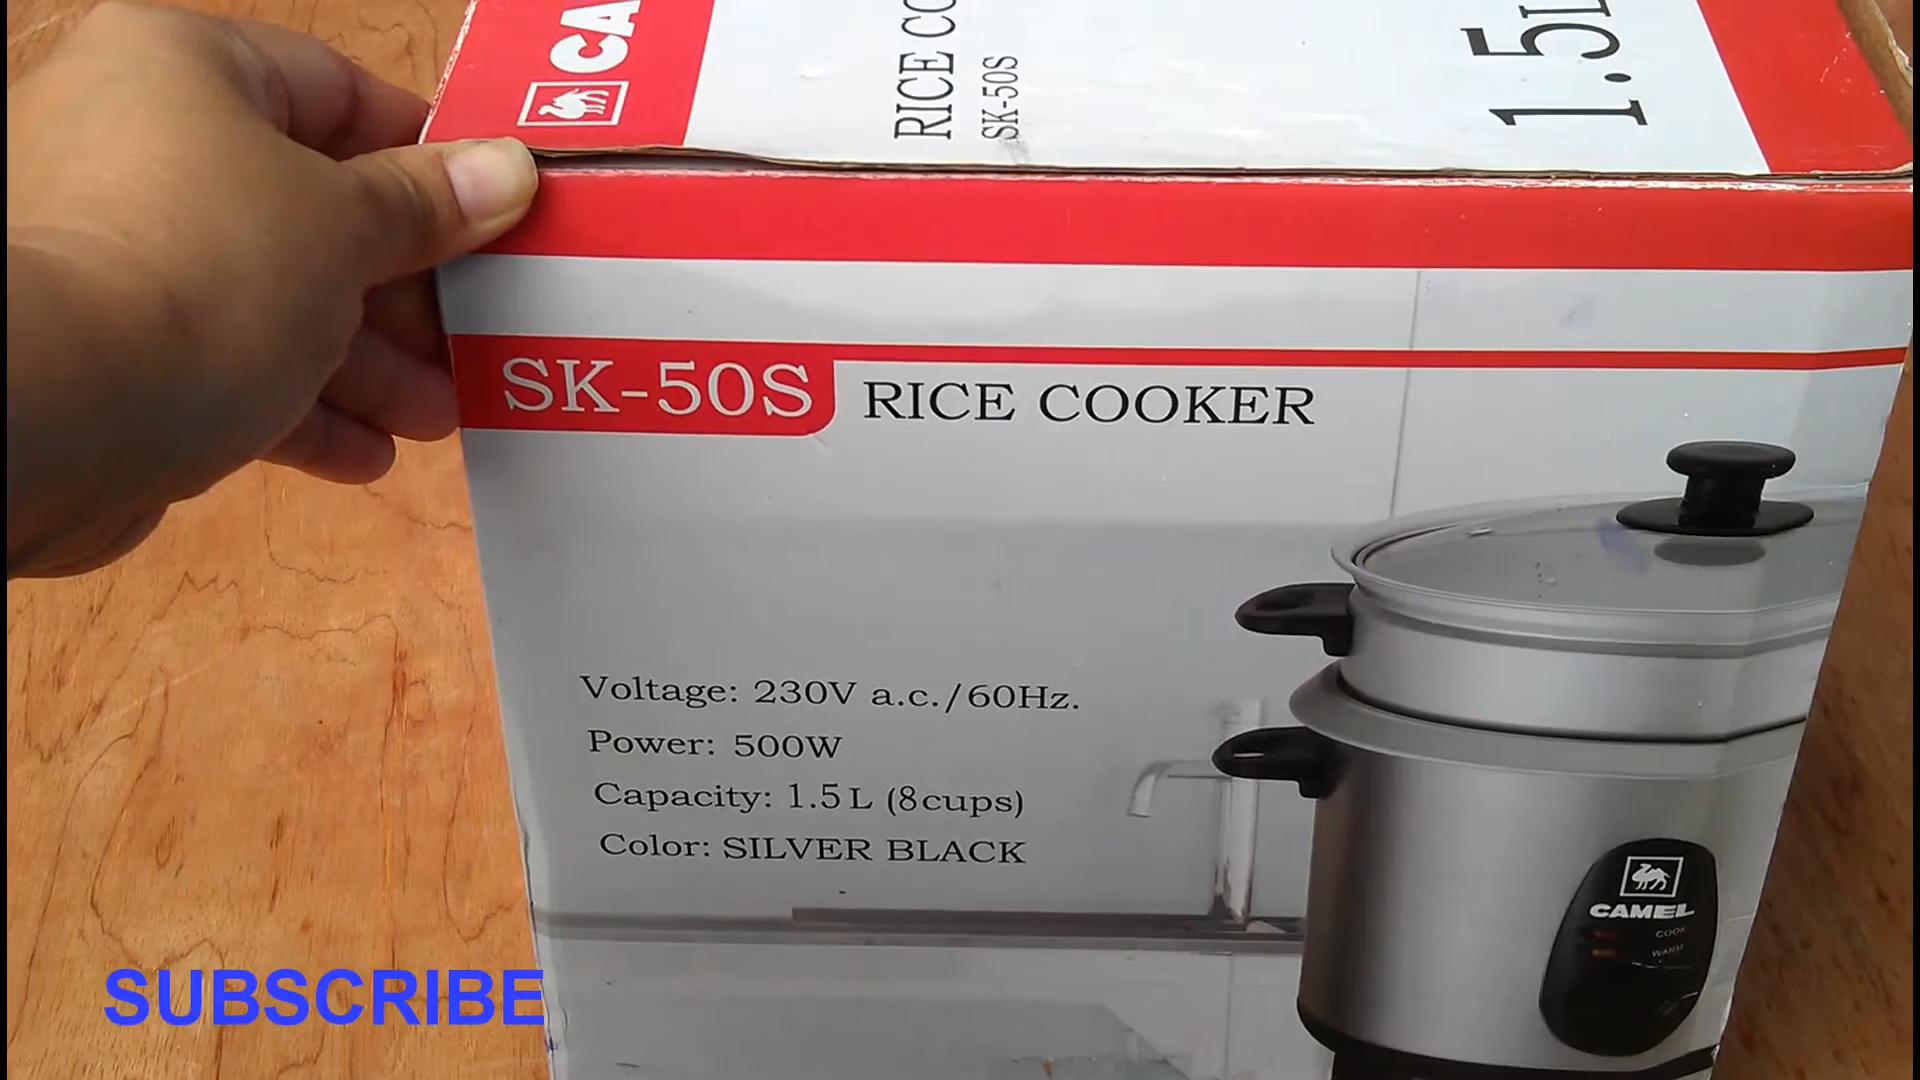 CA
RICE CO
SK-50S
1.5L
SK-50S RICE COOKER
Voltage: 230V a.c./60Hz.
Power: 500W
Capacity: 1.5 L (8cups)
Color: SILVER BLACK
CAMEL
COOK
WARM
SUBSCRIBE